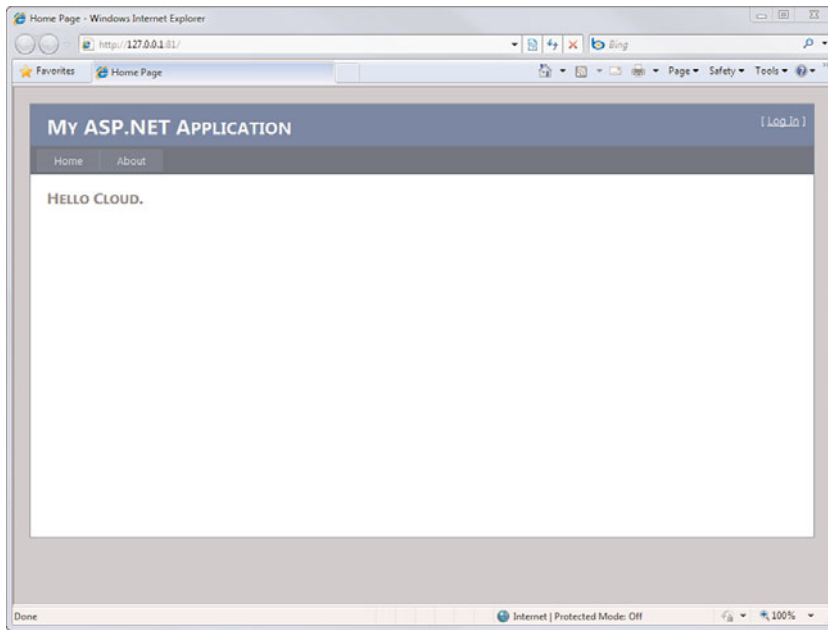 Home Page - Windows Internet Explorer
http://127.0.0.1:81/
Bing
Favorites
Home Page
Page
Safety
Tools
MY ASP.NET APPLICATION
[ Log In ]
Home
About
HELLO CLOUD.
Done
Internet | Protected Mode: Off
100%